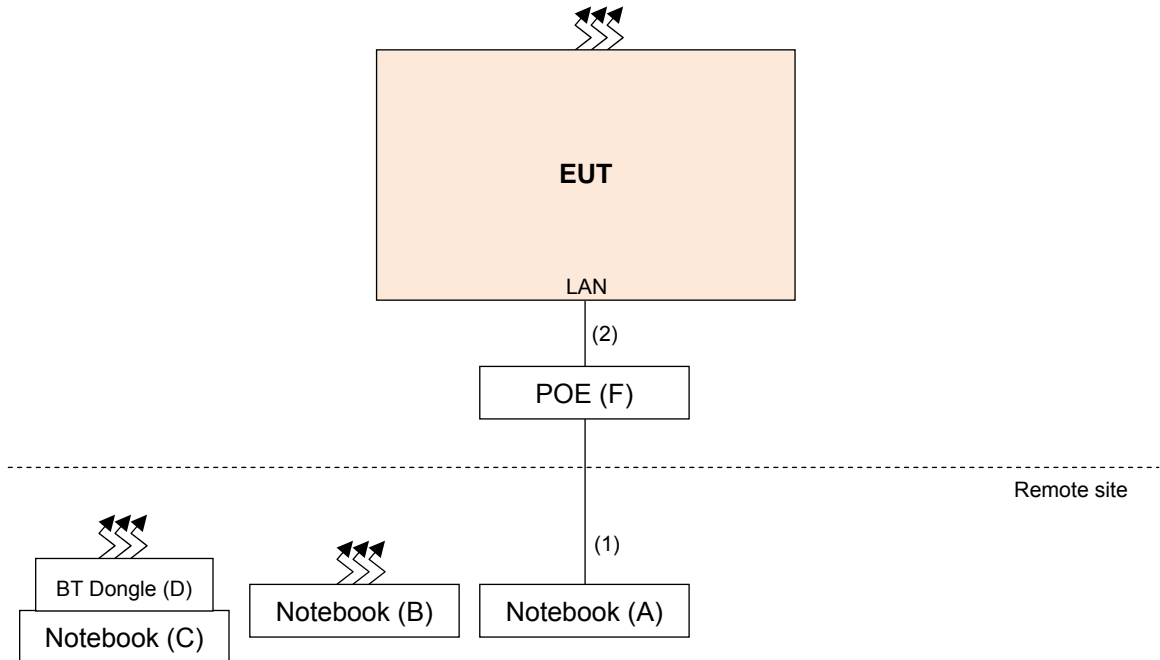 EUT
LAN
(2)
POE (F)
Remote site
(1)
BT Dongle (D)
Notebook (C)
Notebook (B)
Notebook (A)